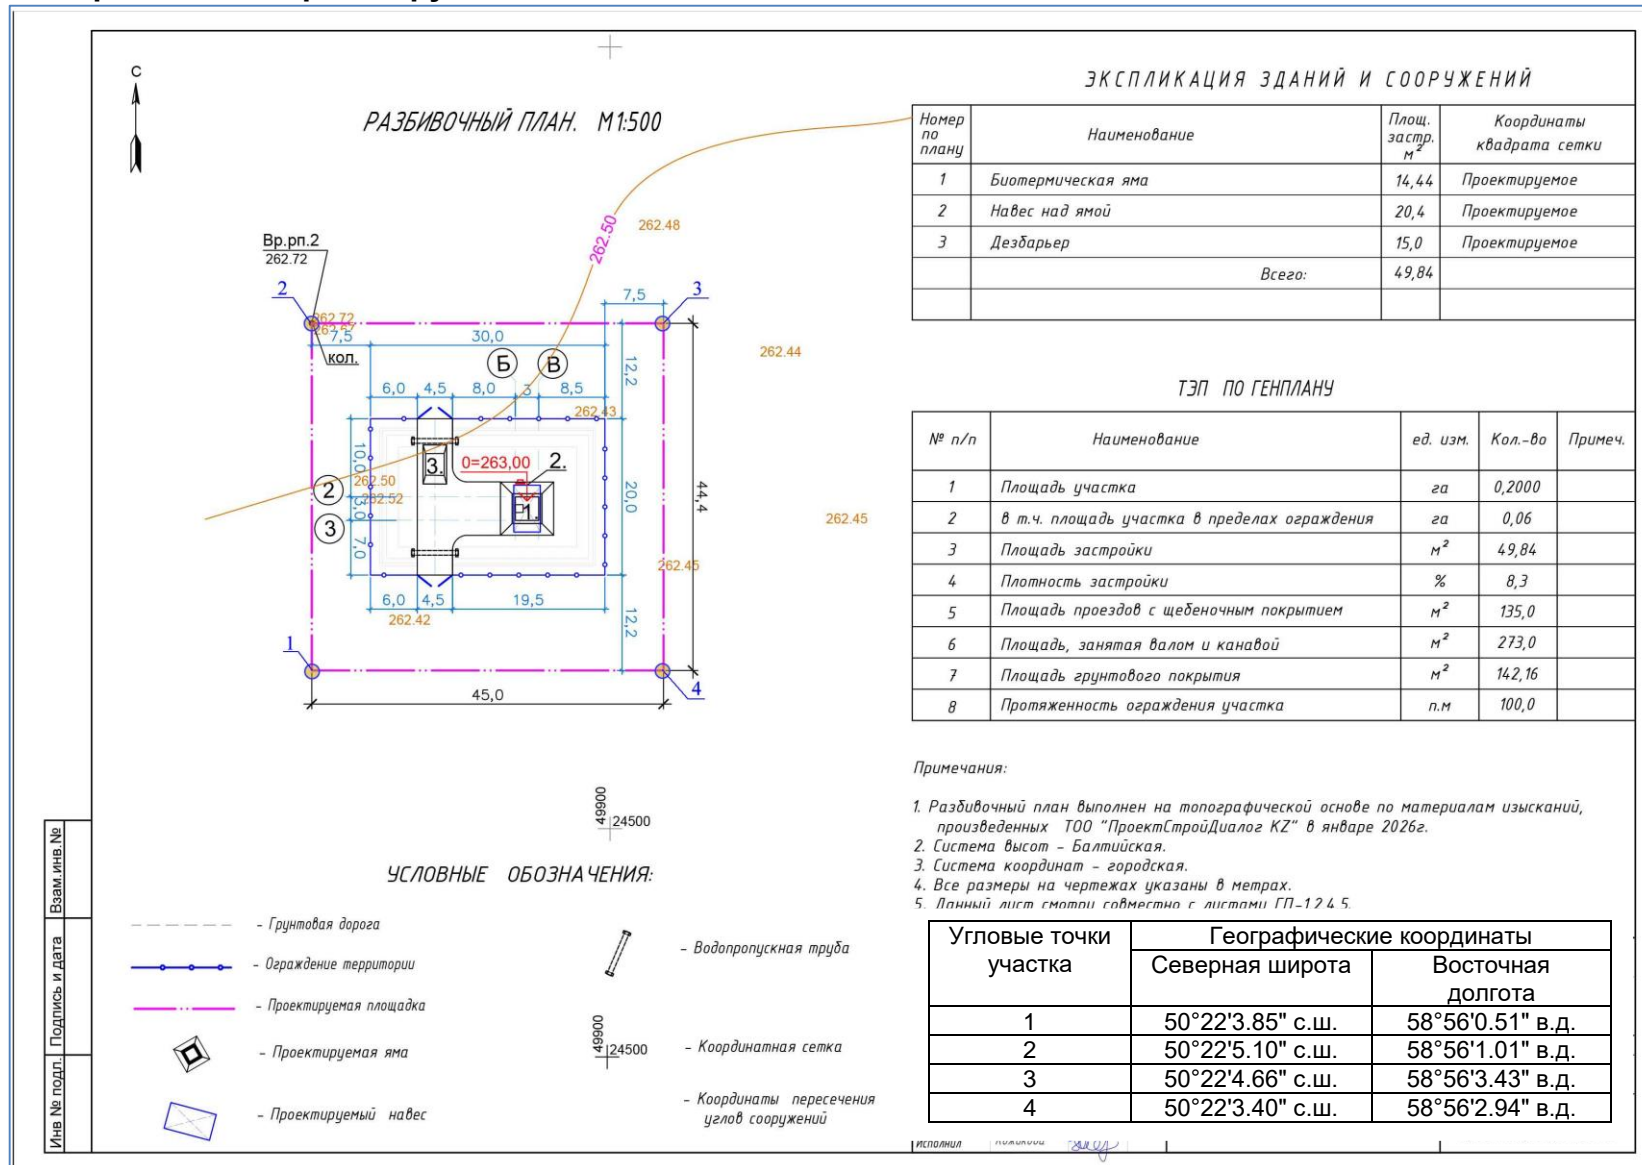 С
РАЗБИВОЧНЫЙ ПЛАН. М1:500
Вр.рп.2
262.72
262.50
262.48
2
3
7,5
262.72
7,5
30,0
кол.
Б
В
12,2
262.44
6,0
4,5
8,0
3
8,5
262.43
10,0
3.
0=263,00
2.
262.50
262.52
2
3,0
3
7,0
1.
20,0
44,4
262.45
262.45
6,0
4,5
19,5
262.42
12,2
1
4
45,0
49900
24500
УСЛОВНЫЕ ОБОЗНАЧЕНИЯ:
- Грунтовая дорога
- Ограждение территории
- Проектируемая площадка
- Проектируемая яма
- Проектируемый навес
- Водопропускная труба
49900
24500
- Координатная сетка
- Координаты пересечения
углов сооружений
Взам.инв.№
Подпись и дата
Инв № подл.
ЭКСПЛИКАЦИЯ ЗДАНИЙ И СООРУЖЕНИЙ
Номер по плану Наименование Площ. застр. м² Координаты квадрата сетки
1 Биотермическая яма 14,44 Проектируемое
2 Навес над ямой 20,4 Проектируемое
3 Дезбарьер 15,0 Проектируемое
Всего: 49,84
ТЭП ПО ГЕНПЛАНУ
№ п/п Наименование ед. изм. Кол.-во Примеч.
1 Площадь участка га 0,2000
2 в т.ч. площадь участка в пределах ограждения га 0,06
3 Площадь застройки м² 49,84
4 Плотность застройки % 8,3
5 Площадь проездов с щебеночным покрытием м² 135,0
6 Площадь, занятая валом и канавой м² 273,0
7 Площадь грунтового покрытия м² 142,16
8 Протяженность ограждения участка п.м 100,0
Примечания:
1. Разбивочный план выполнен на топографической основе по материалам изысканий,
произведенных ТОО "ПроектСтройДиалог KZ" в январе 2026г.
2. Система высот - Балтийская.
3. Система координат - городская.
4. Все размеры на чертежах указаны в метрах.
5. Данный лист смотри совместно с листами ГП-1,2,4,5.
Угловые точки участка Географические координаты
Северная широта Восточная долгота
1 50°22'3.85" с.ш. 58°56'0.51" в.д.
2 50°22'5.10" с.ш. 58°56'1.01" в.д.
3 50°22'4.66" с.ш. 58°56'3.43" в.д.
4 50°22'3.40" с.ш. 58°56'2.94" в.д.
Исполнил